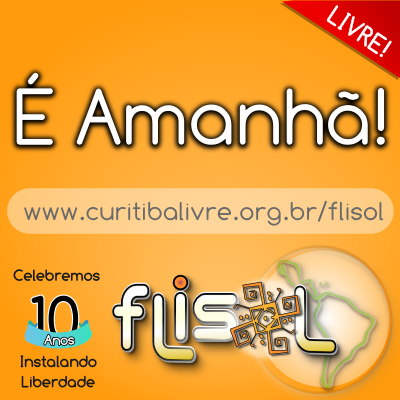 LIVRE!
É Amanhã!
www.curitibalivre.org.br/flisol
Celebremos
10
Anos
Instalando
Liberdade
flisol